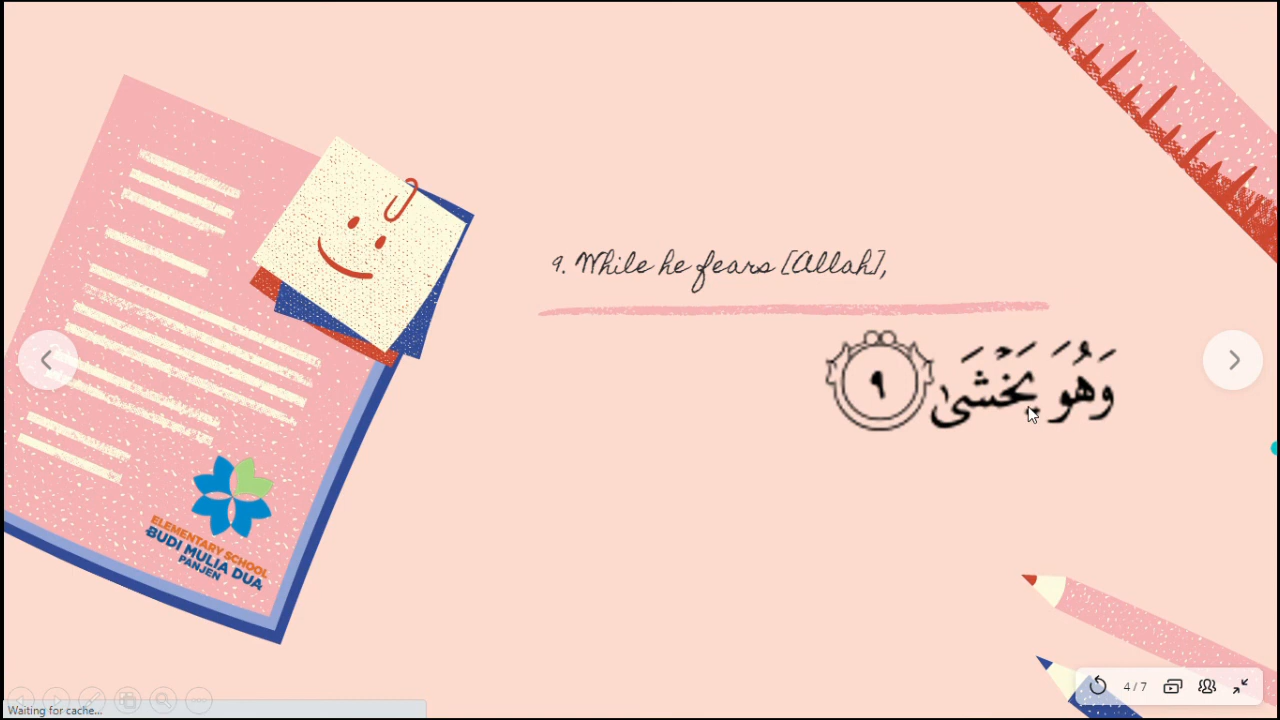 9. While he fears [Allah],
وَهُوَ يَخْشَىٰ ٩
ELEMENTARY SCHOOL
BUDI MULIA DUA
PANJEN
4 / 7
Waiting for cache...